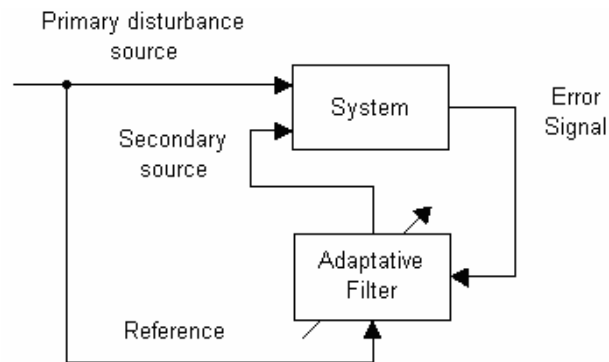 Primary disturbance
source
System
Error
Signal
Secondary
source
Adaptative
Filter
Reference